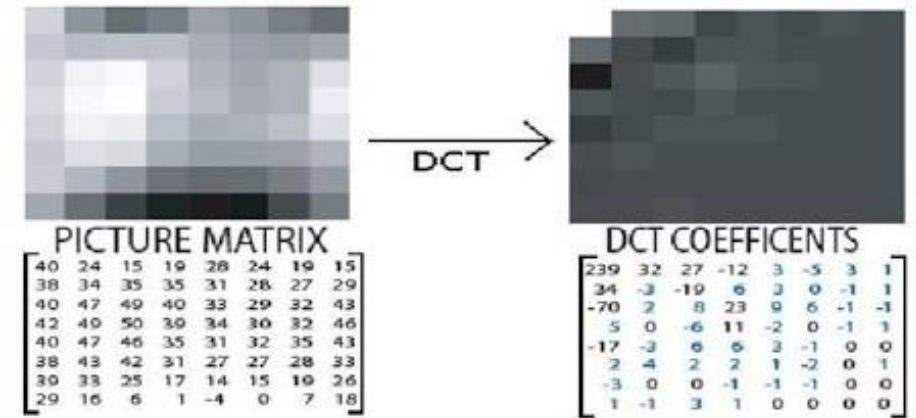 DCT
PICTURE MATRIX
40 24 15 19 28 24 19 15
38 34 35 35 31 28 27 29
40 47 49 40 33 29 32 43
42 49 50 39 34 30 32 46
40 47 46 35 31 32 35 43
38 43 42 31 27 27 28 33
39 33 25 17 14 15 19 26
29 16 6 1 -4 0 7 18
DCT COEFFICENTS
239 32 27 -12 3 -5 3 1
34 -3 -19 6 3 0 -1 1
-70 2 8 23 9 6 -1 -1
5 0 -6 11 -2 0 -1 1
-17 -3 6 6 3 -1 0 0
2 4 2 2 1 -2 0 1
-3 0 0 -1 -1 -1 0 0
1 -1 3 1 0 0 0 0